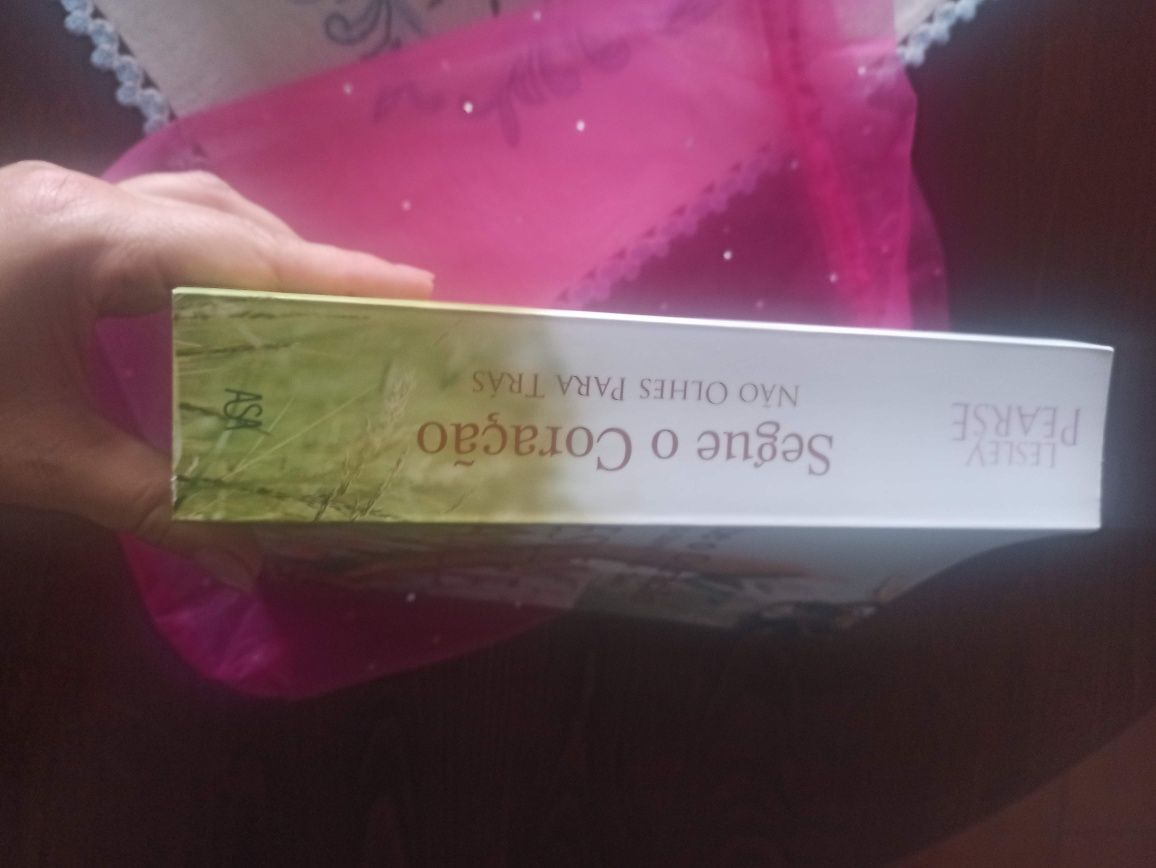 LESLEY
PEARSE
Segue o Coração
NÃO OLHES PARA TRÁS
ASA